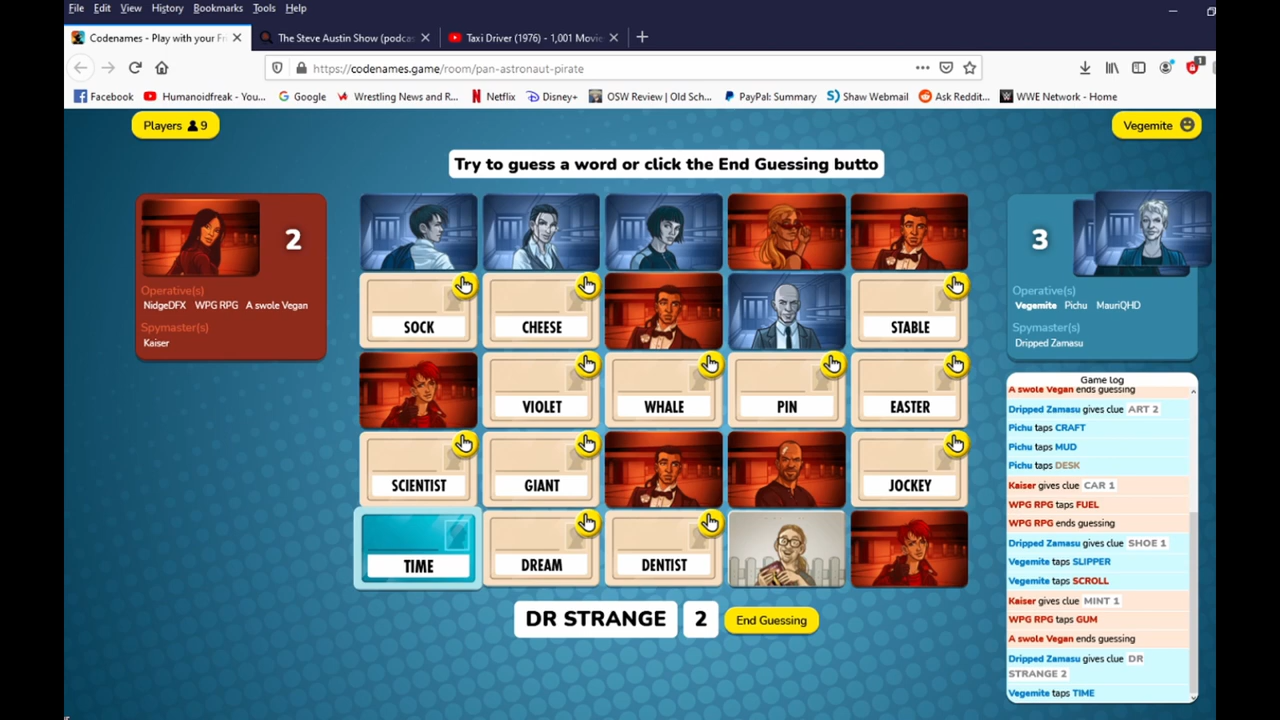 File Edit View History Bookmarks Tools Help
Codenames - Play with your Fri
The Steve Austin Show (podcas
Taxi Driver (1976) - 1,001 Movie
https://codenames.game/room/pan-astronaut-pirate
Facebook Humanoidfreak - You... Google Wrestling News and R... Netflix Disney+ OSW Review | Old Sch... PayPal: Summary Shaw Webmail Ask Reddit... WWE Network - Home
1
Players 9
Vegemite
Try to guess a word or click the End Guessing butto
2
Operative(s)
NidgeDFX WPG RPG A swole Vegan
Spymaster(s)
Kaiser
3
Operative(s)
Vegemite Pichu MauriQHD
Spymaster(s)
Dripped Zamasu
SOCK CHEESE STABLE
VIOLET WHALE PIN EASTER
SCIENTIST GIANT JOCKEY
TIME DREAM DENTIST
DR STRANGE 2 End Guessing
Game log
A swole Vegan ends guessing
Dripped Zamasu gives clue ART 2
Pichu taps CRAFT
Pichu taps MUD
Pichu taps DESK
Kaiser gives clue CAR 1
WPG RPG taps FUEL
WPG RPG ends guessing
Dripped Zamasu gives clue SHOE 1
Vegemite taps SLIPPER
Vegemite taps SCROLL
Kaiser gives clue MINT 1
WPG RPG taps GUM
A swole Vegan ends guessing
Dripped Zamasu gives clue DR
STRANGE 2
Vegemite taps TIME